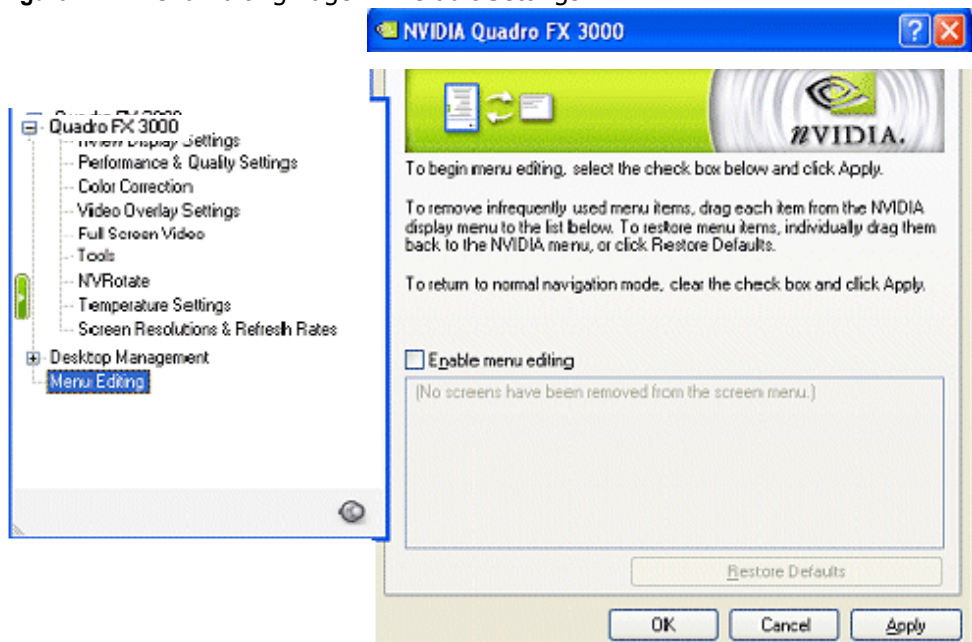 NVIDIA Quadro FX 3000
Quadro FX 3000
nView Display Settings
Performance & Quality Settings
Color Correction
Video Overlay Settings
Full Screen Video
Tools
NVRotate
Temperature Settings
Screen Resolutions & Refresh Rates
Desktop Management
Menu Editing
nVIDIA.
To begin menu editing, select the check box below and click Apply.
To remove infrequently used menu items, drag each item from the NVIDIA
display menu to the list below. To restore menu items, individually drag them
back to the NVIDIA menu, or click Restore Defaults.
To return to normal navigation mode, clear the check box and click Apply.
Enable menu editing
(No screens have been removed from the screen menu.)
Restore Defaults
OK
Cancel
Apply